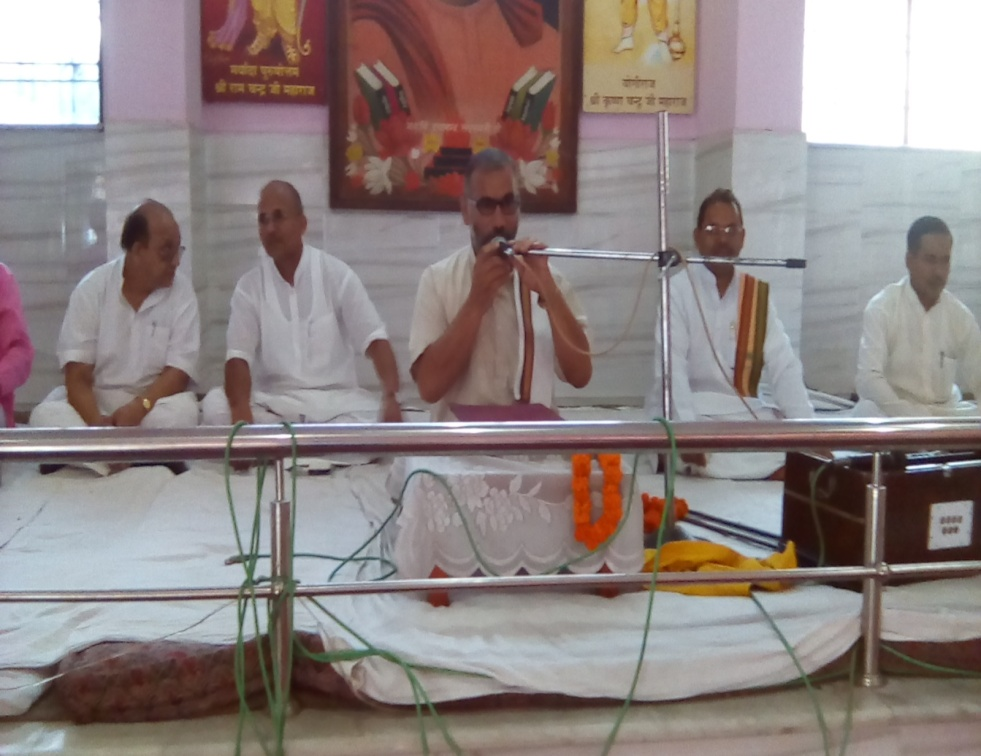 मर्यादा पुरुषोत्तम
श्री राम चन्द्र जी महाराज
योगीराज
श्री कृष्ण चन्द्र जी महाराज